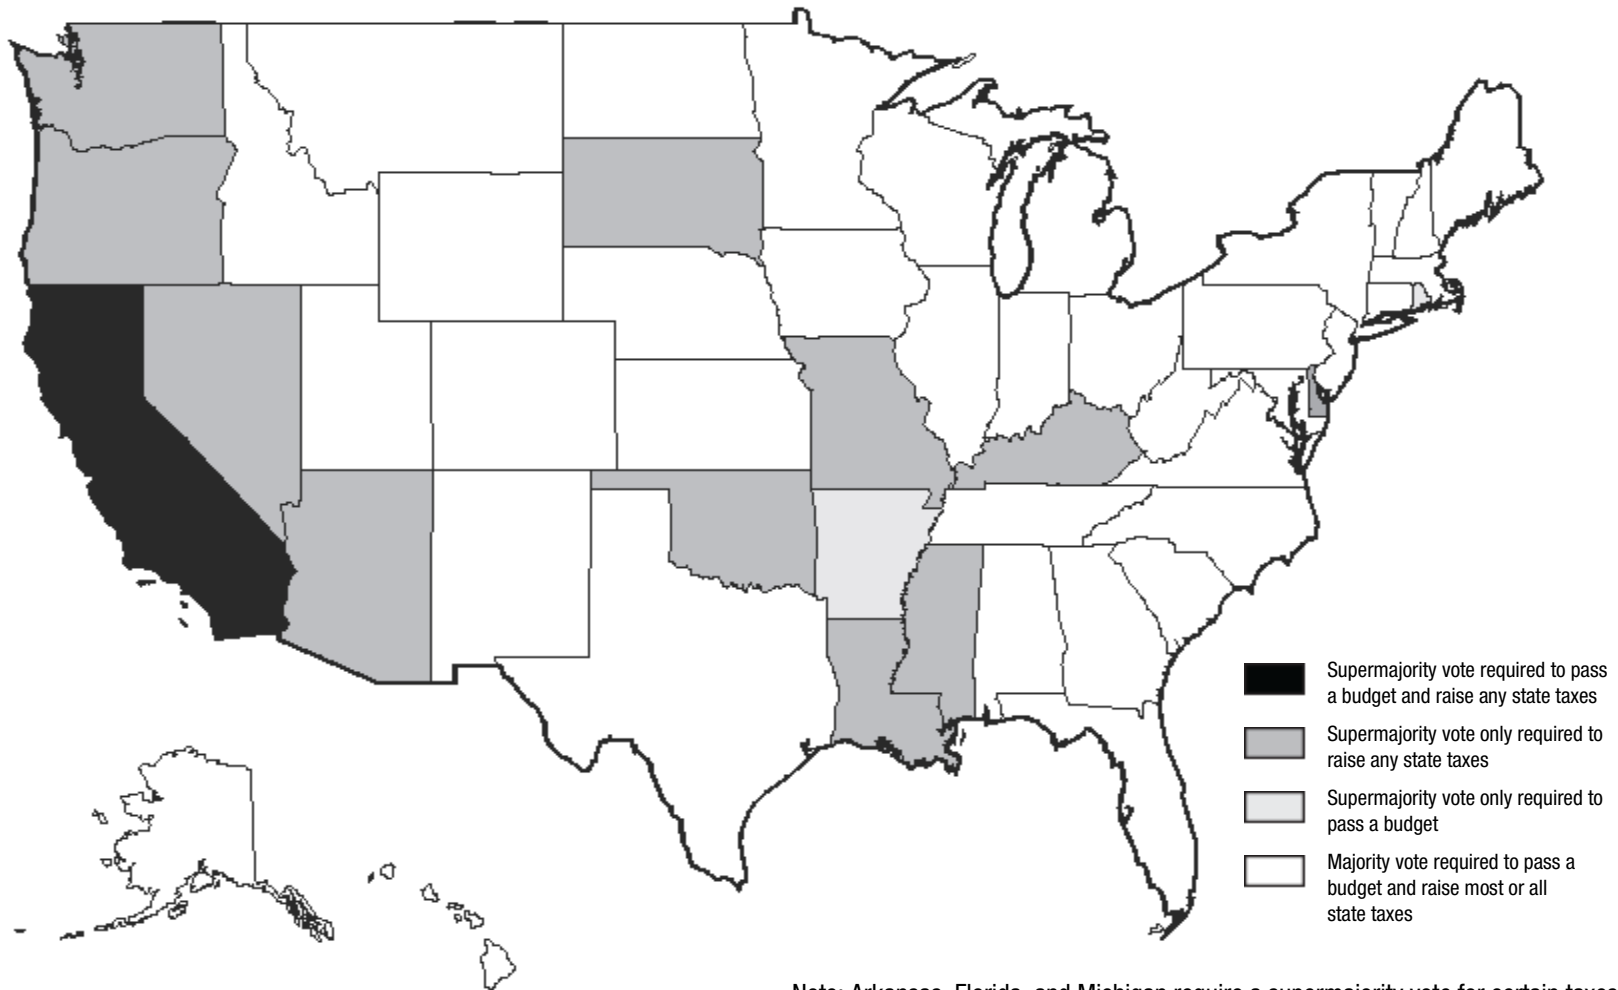 Supermajority vote required to pass
a budget and raise any state taxes
Supermajority vote only required to
raise any state taxes
Supermajority vote only required to
pass a budget
Majority vote required to pass a
budget and raise most or all
state taxes
Note: Arkansas, Florida, and Michigan require a supermajority vote for certain taxes